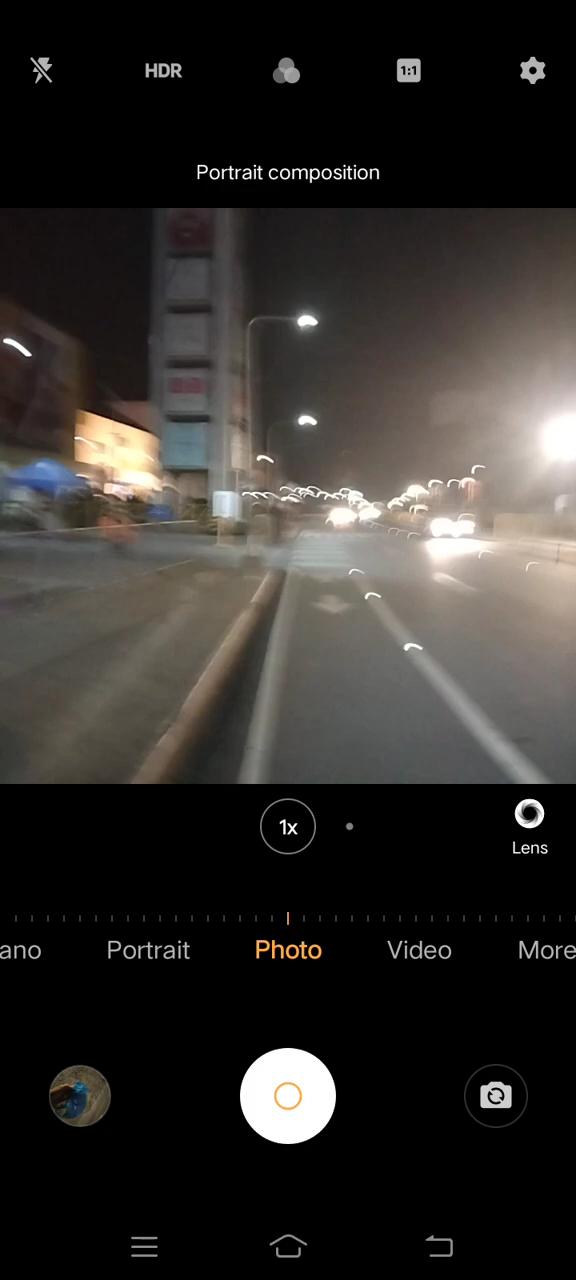 HDR
1:1
Portrait composition
1x
Lens
ano
Portrait
Photo
Video
More